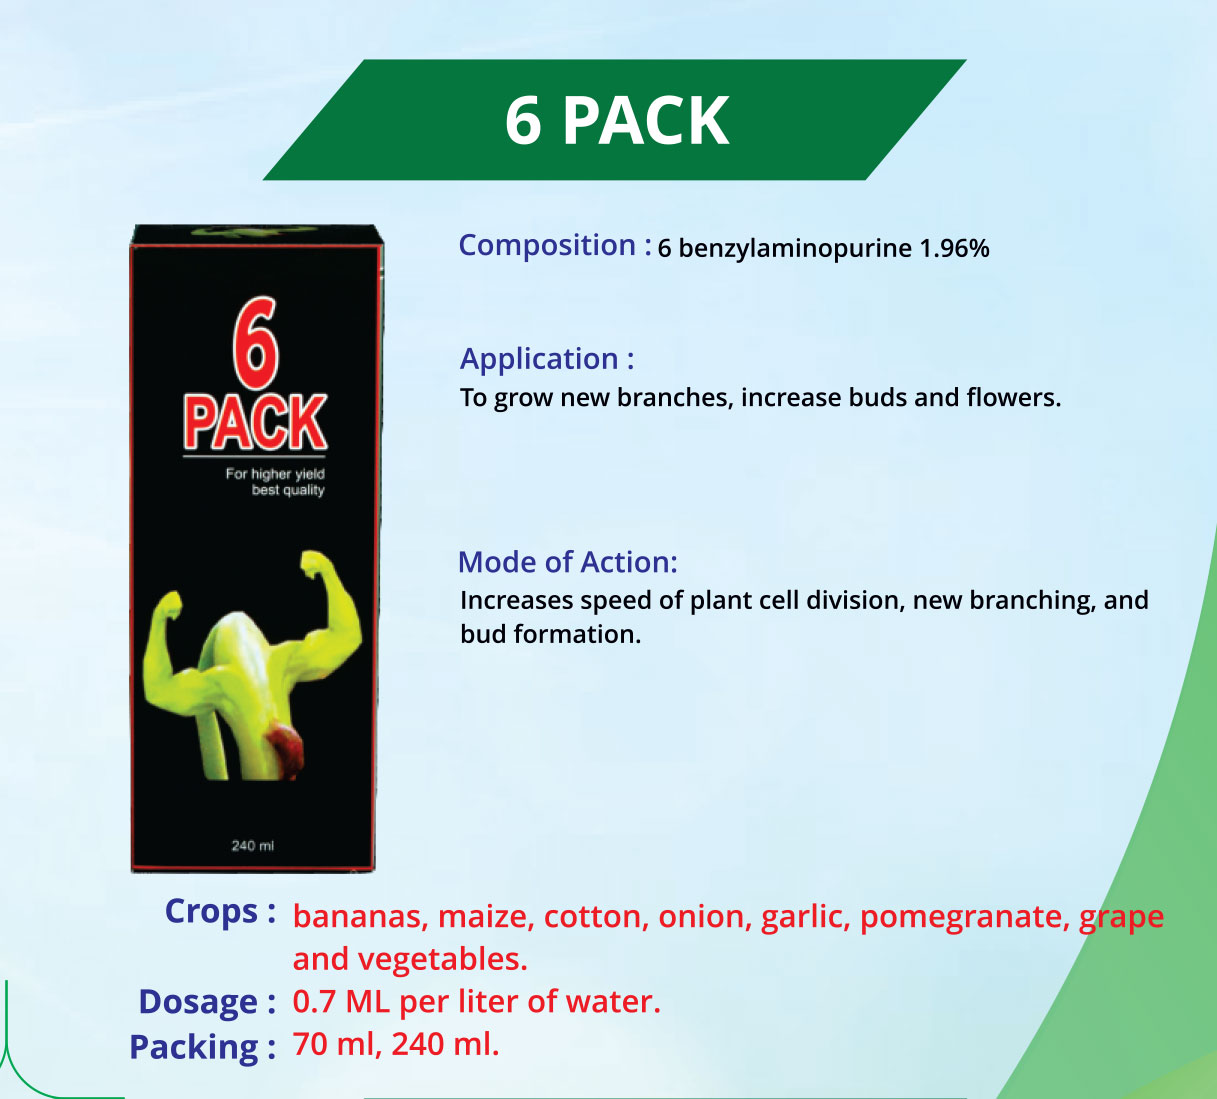 6 PACK
Composition : 6 benzylaminopurine 1.96%
6
PACK
For higher yield
best quality
240 ml
Application :
To grow new branches, increase buds and flowers.
Mode of Action:
Increases speed of plant cell division, new branching, and
bud formation.
Crops : bananas, maize, cotton, onion, garlic, pomegranate, grape
and vegetables.
Dosage : 0.7 ML per liter of water.
Packing : 70 ml, 240 ml.